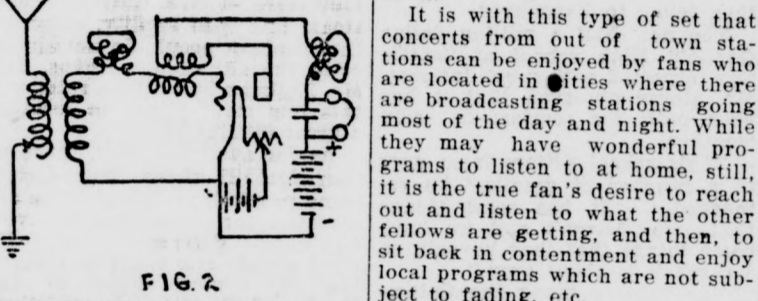 It is with this type of set that
concerts from out of town sta-
tions can be enjoyed by fans who
are located in ities where there
are broadcasting stations going
most of the day and night. While
they may have wonderful pro-
grams to listen to at home, still,
it is the true fan's desire to reach
out and listen to what the other
fellows are getting, and then, to
sit back in contentment and enjoy
local programs which are not sub-
ject to fading, etc
+
-
-
FIG. 2